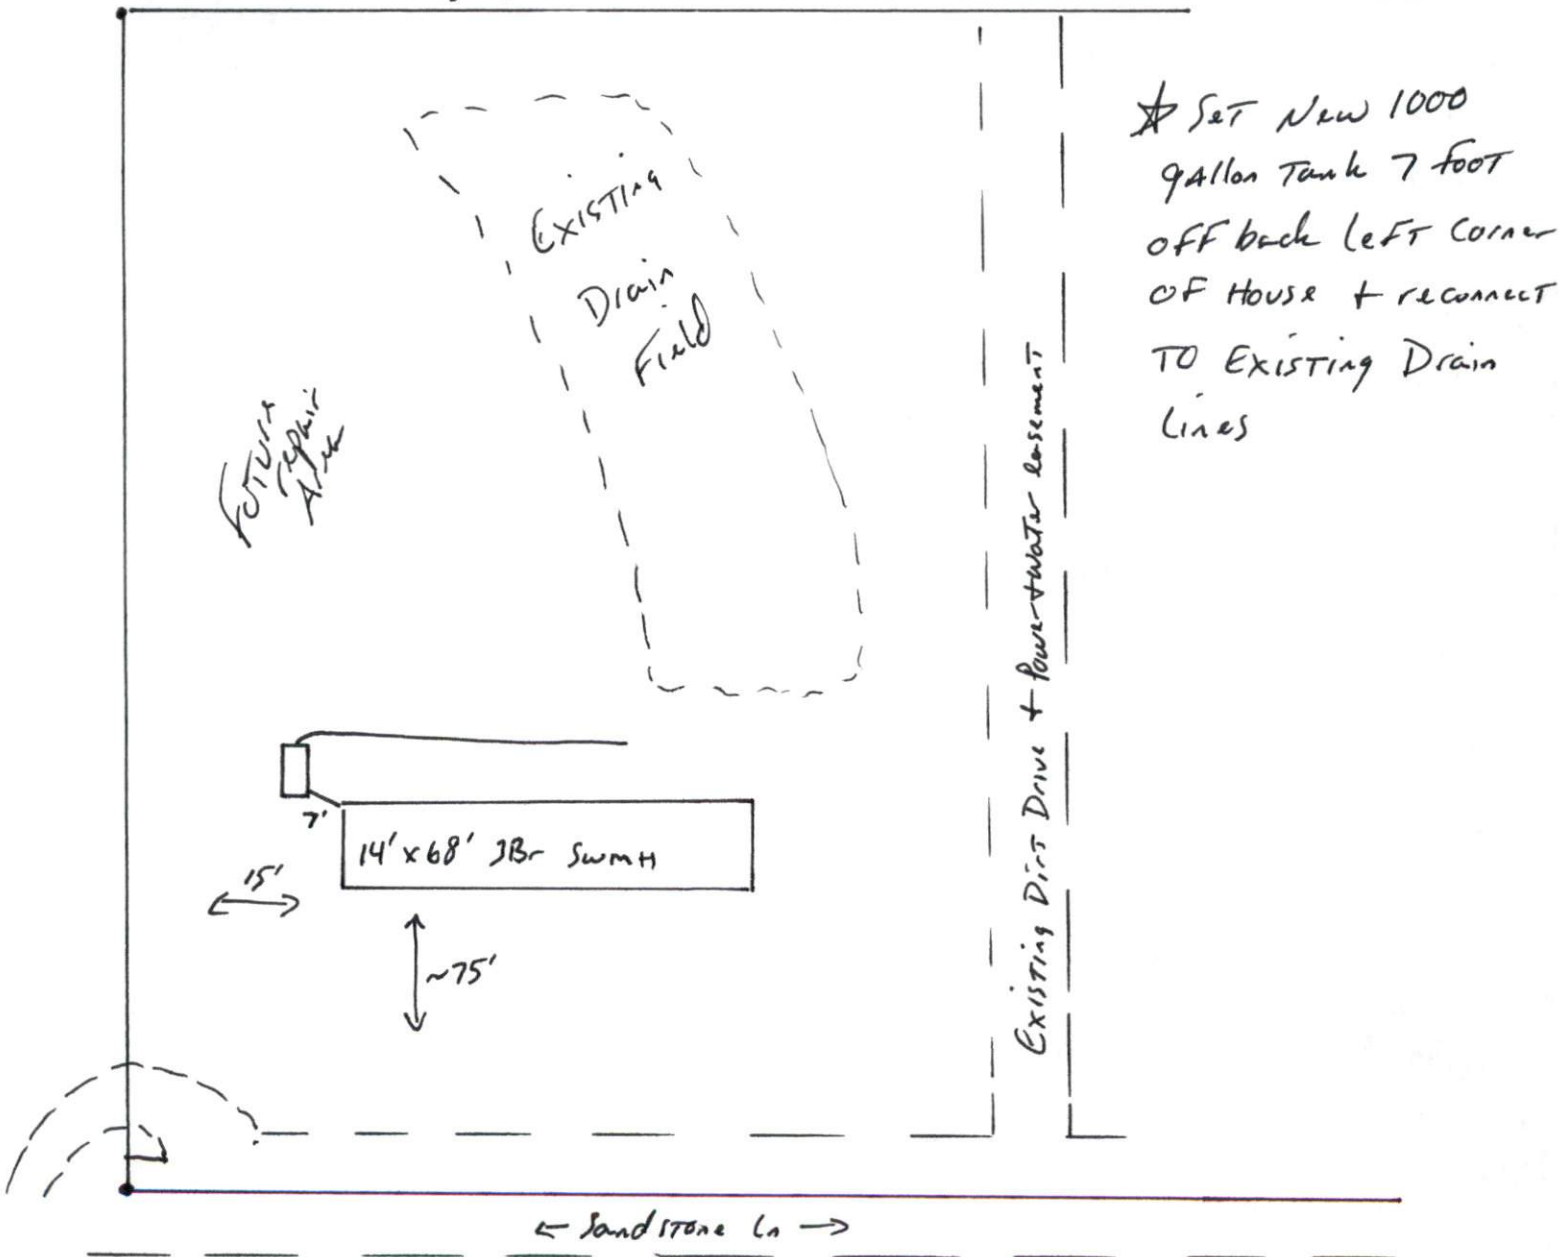 ☆ Set New 1000
gallon Tank 7 foot
off back left corner
of House + reconnect
to Existing Drain
lines
Existing
Drain
Field
Future
repair
Area
7'
14' x 68' 3Br SWMH
15'
~75'
Existing Dirt Drive + Power + water easement
← Sandstone Ln →